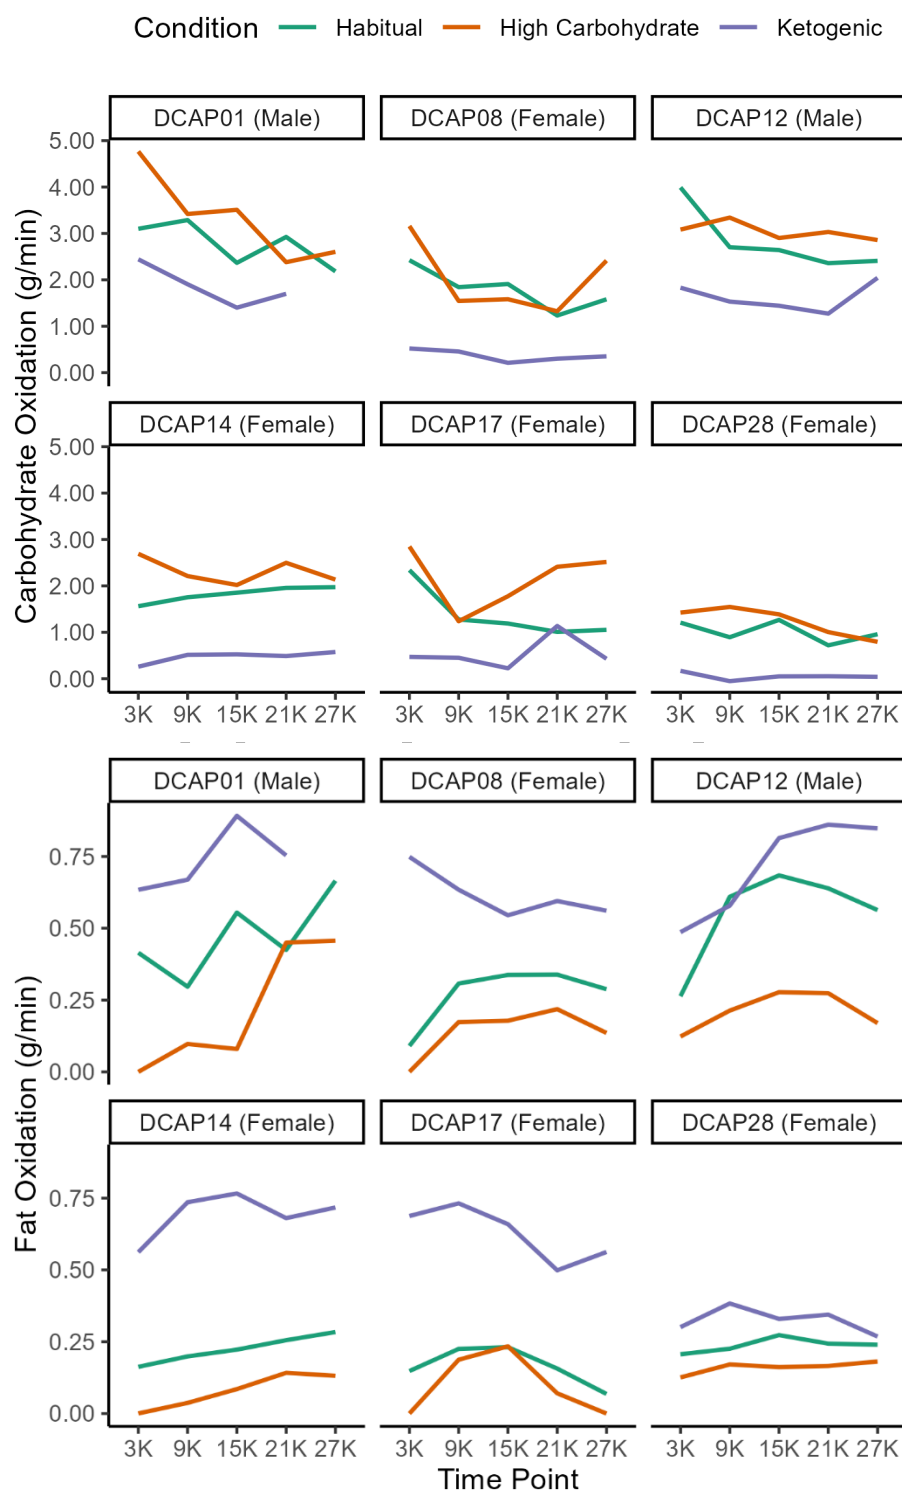 Condition Habitual High Carbohydrate Ketogenic
DCAP01 (Male) DCAP08 (Female) DCAP12 (Male)
5.00
4.00
3.00
2.00
1.00
0.00
DCAP14 (Female) DCAP17 (Female) DCAP28 (Female)
5.00
4.00
3.00
2.00
1.00
0.00
Carbohydrate Oxidation (g/min)
3K 9K 15K 21K 27K 3K 9K 15K 21K 27K 3K 9K 15K 21K 27K
DCAP01 (Male) DCAP08 (Female) DCAP12 (Male)
0.75
0.50
0.25
0.00
DCAP14 (Female) DCAP17 (Female) DCAP28 (Female)
0.75
0.50
0.25
0.00
Fat Oxidation (g/min)
3K 9K 15K 21K 27K 3K 9K 15K 21K 27K 3K 9K 15K 21K 27K
Time Point